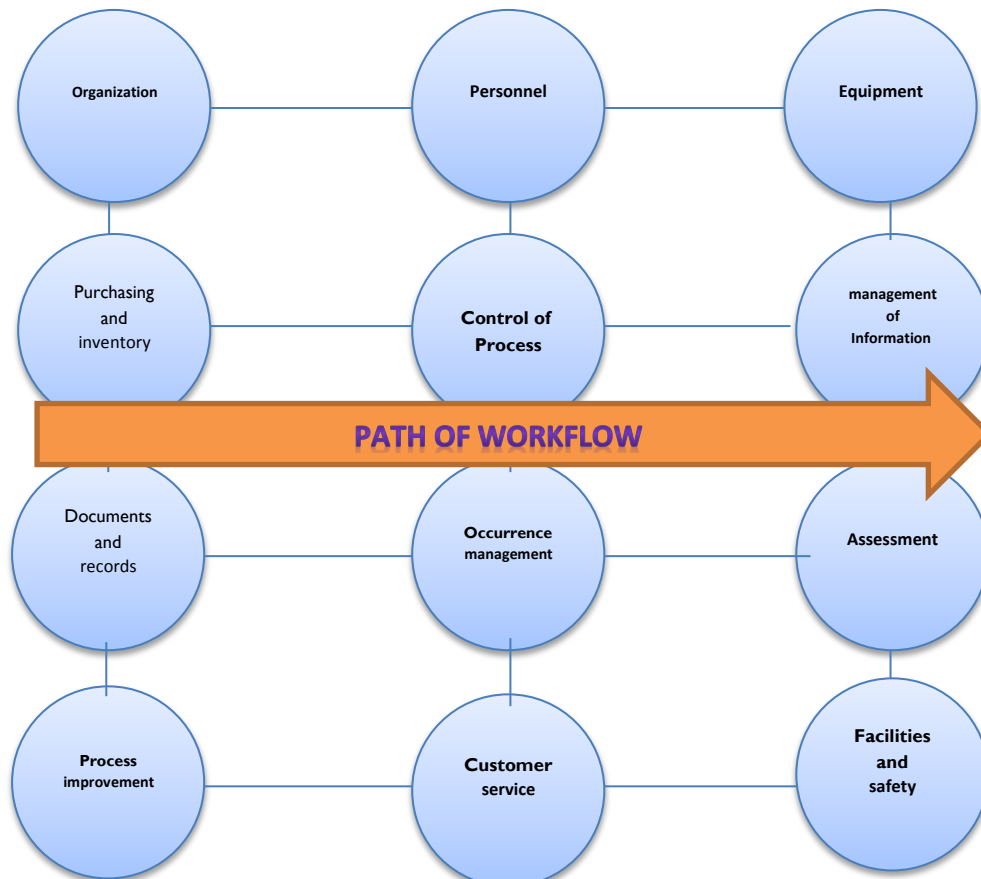 Organization
Personnel
Equipment
Purchasing
and
inventory
Control of
Process
management
of
Information
PATH OF WORKFLOW
Documents
and
records
Occurrence
management
Assessment
Process
improvement
Customer
service
Facilities
and
safety